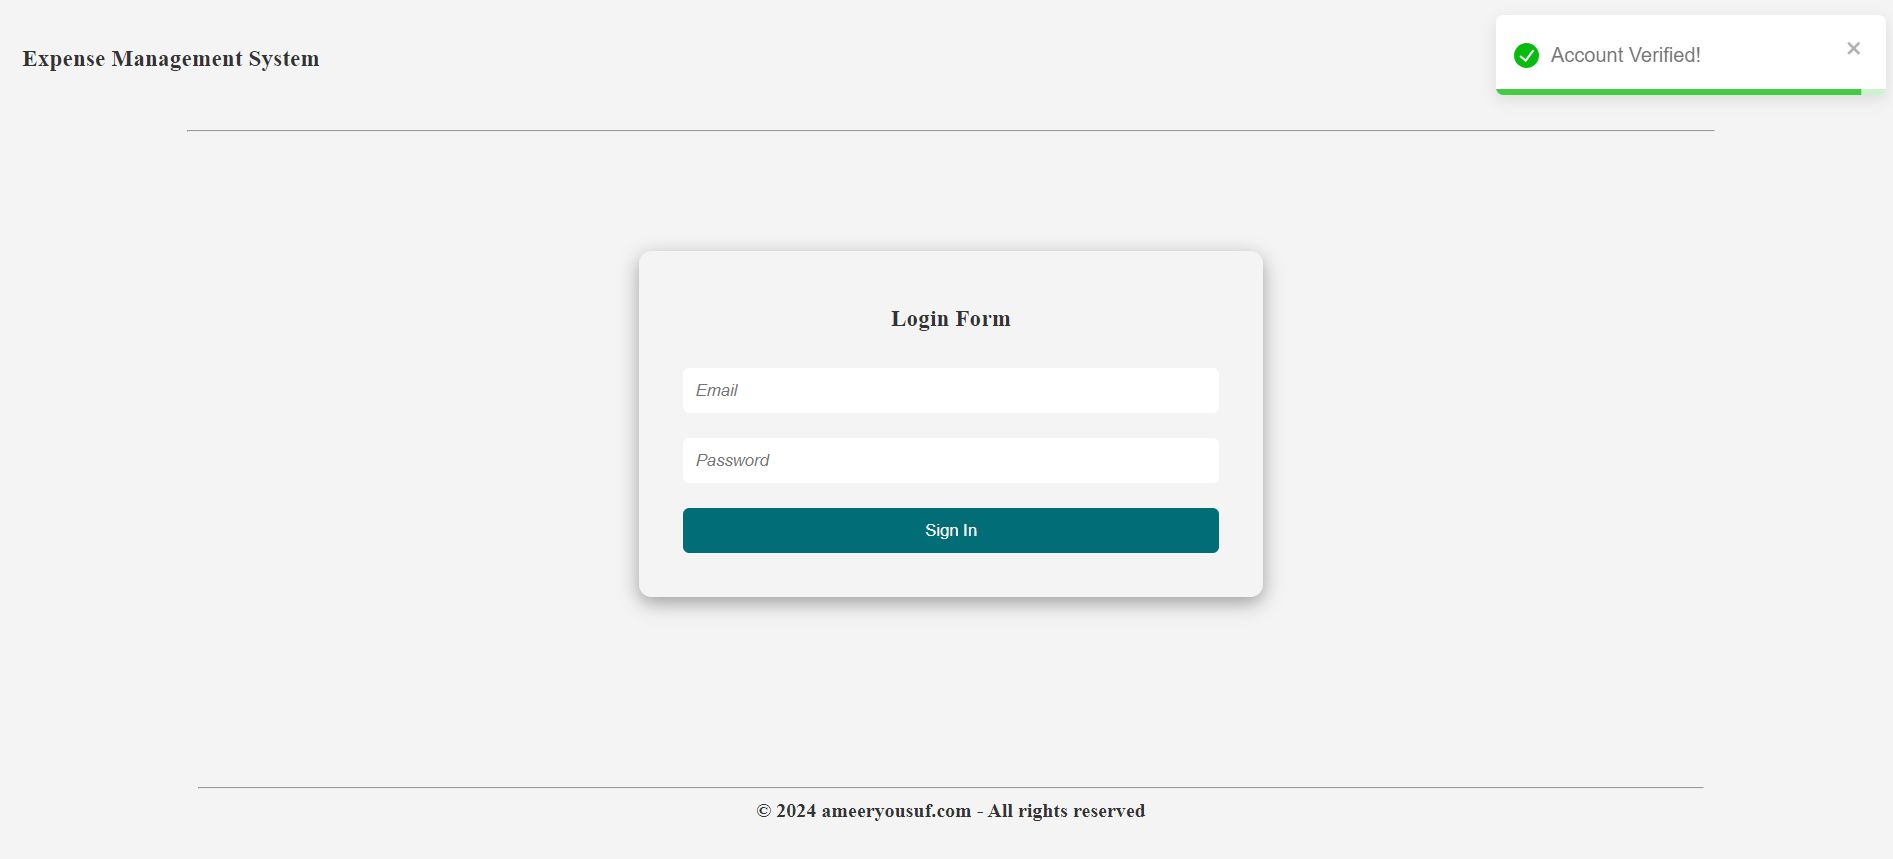 Expense Management System
Account Verified!
Login Form
Email
Password
Sign In
© 2024 ameeryousuf.com - All rights reserved